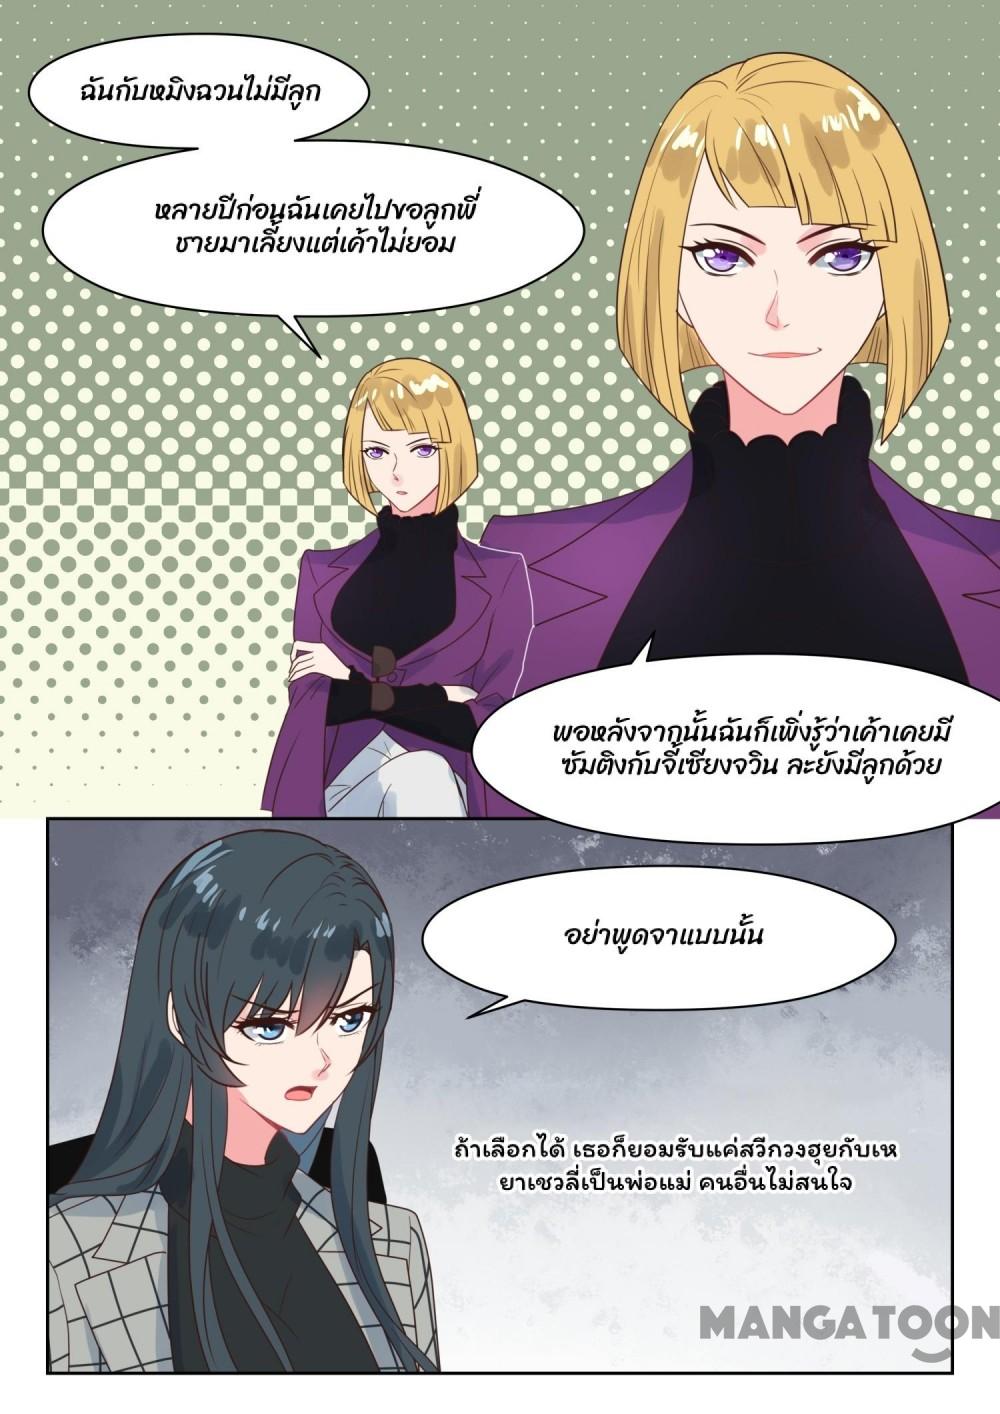 ฉันกับหมิงฉวนไม่มีลูก
หลายปีก่อนฉันเคยไปขอลูกพี่
ชายมาเลี้ยงแต่เค้าไม่ยอม
พอหลังจากนั้นฉันก็เพิ่งรู้ว่าเค้าเคยมี
ซัมติงกับจี้เซียงจวิน ละยังมีลูกด้วย
อย่าพูดจาแบบนั้น
ถ้าเลือกได้ เธอก็ยอมรับแค่สวีกวงฮุยกับเห
ยาเชวลี่เป็นพ่อแม่ คนอื่นไม่สนใจ
MANGATOON